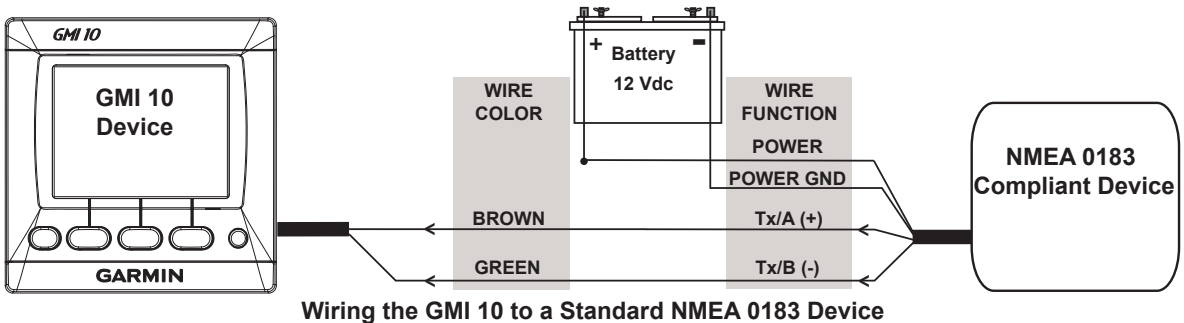 GMI 10
GMI 10
Device
GARMIN
WIRE
COLOR
BROWN
GREEN
+
-
Battery
12 Vdc
WIRE
FUNCTION
POWER
POWER GND
Tx/A (+)
Tx/B (-)
NMEA 0183
Compliant Device
Wiring the GMI 10 to a Standard NMEA 0183 Device